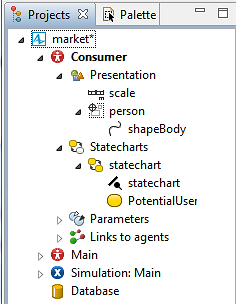 Projects Palette
market*
Consumer
Presentation
scale
person
shapeBody
Statecharts
statechart
statechart
PotentialUser
Parameters
Links to agents
Main
Simulation: Main
Database